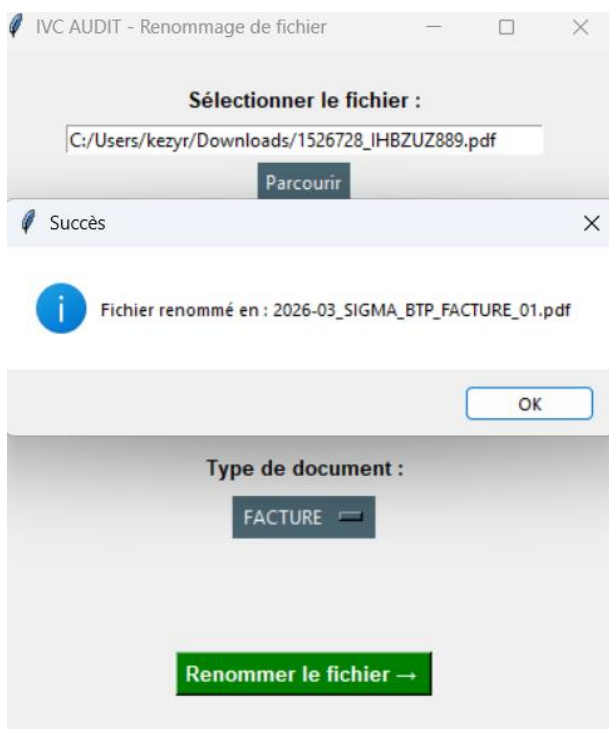 IVC AUDIT - Renommage de fichier
Sélectionner le fichier :
C:/Users/kezyr/Downloads/1526728_IHBZUZ889.pdf
Parcourir
Succès
Fichier renommé en : 2026-03_SIGMA_BTP_FACTURE_01.pdf
OK
Type de document :
FACTURE
Renommer le fichier →